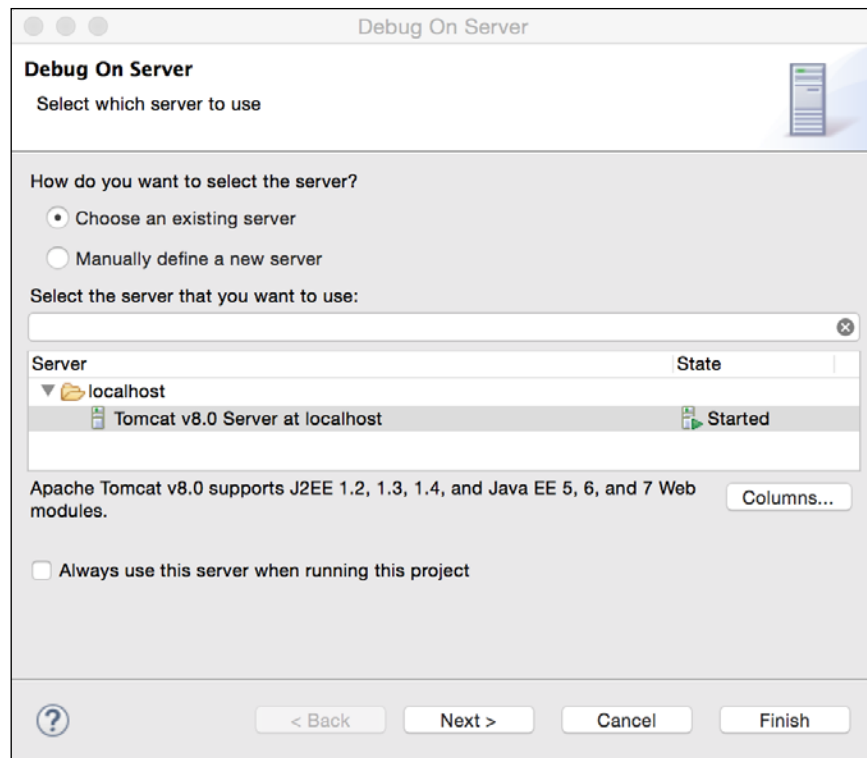 Debug On Server
Debug On Server
Select which server to use
How do you want to select the server?
Choose an existing server
Manually define a new server
Select the server that you want to use:
Server State
localhost
Tomcat v8.0 Server at localhost Started
Apache Tomcat v8.0 supports J2EE 1.2, 1.3, 1.4, and Java EE 5, 6, and 7 Web
modules.
Columns...
Always use this server when running this project
? < Back Next > Cancel Finish